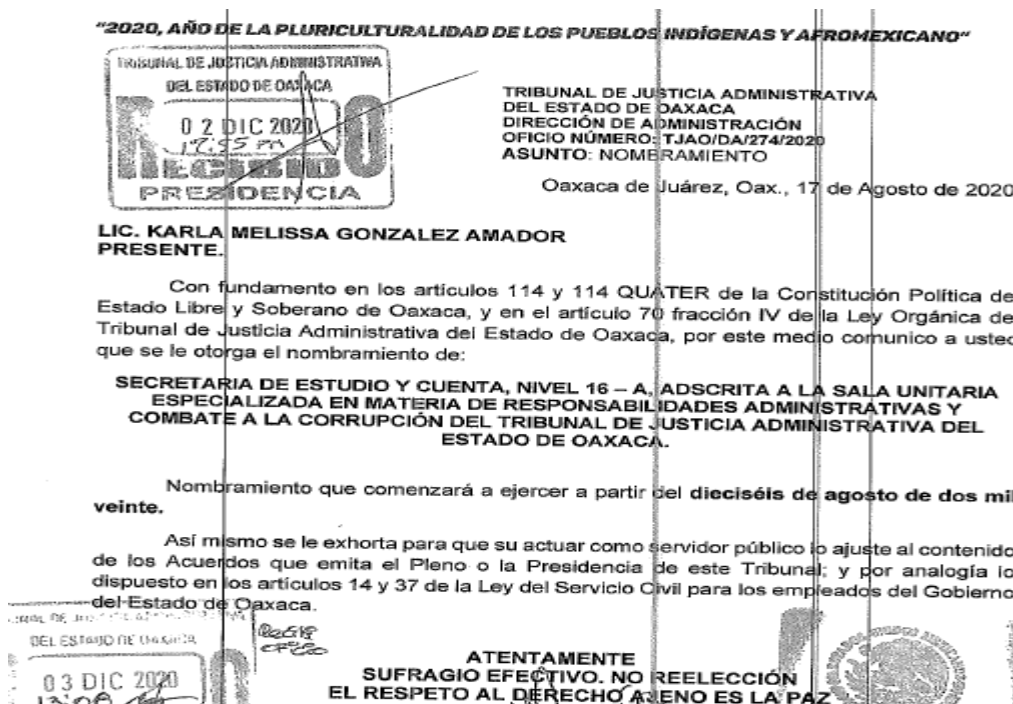 "2020, AÑO DE LA PLURICULTURALIDAD DE LOS PUEBLOS INDÍGENAS Y AFROMEXICANO"
TRIBUNAL DE JUSTICIA ADMINISTRATIVA
DEL ESTADO DE OAXACA
0 2 DIC 2020
RECIBIDO
PRESIDENCIA
TRIBUNAL DE JUSTICIA ADMINISTRATIVA
DEL ESTADO DE OAXACA
DIRECCIÓN DE ADMINISTRACIÓN
OFICIO NÚMERO: TJAO/DA/274/2020
ASUNTO: NOMBRAMIENTO
Oaxaca de Juárez, Oax., 17 de Agosto de 2020
LIC. KARLA MELISSA GONZALEZ AMADOR
PRESENTE.
Con fundamento en los artículos 114 y 114 QUATER de la Constitución Política de
Estado Libre y Soberano de Oaxaca, y en el artículo 70 fracción IV de la Ley Orgánica de
Tribunal de Justicia Administrativa del Estado de Oaxaca, por este medio comunico a usted
que se le otorga el nombramiento de:
SECRETARIA DE ESTUDIO Y CUENTA, NIVEL 16 – A, ADSCRITA A LA SALA UNITARIA
ESPECIALIZADA EN MATERIA DE RESPONSABILIDADES ADMINISTRATIVAS Y
COMBATE A LA CORRUPCIÓN DEL TRIBUNAL DE JUSTICIA ADMINISTRATIVA DEL
ESTADO DE OAXACA.
Nombramiento que comenzará a ejercer a partir del dieciséis de agosto de dos mil
veinte.
Así mismo se le exhorta para que su actuar como servidor público lo ajuste al contenido
de los Acuerdos que emita el Pleno o la Presidencia de este Tribunal; y por analogía lo
dispuesto en los artículos 14 y 37 de la Ley del Servicio Civil para los empleados del Gobierno
del Estado de Oaxaca.
DEL ESTADO DE OAXACA
0 3 DIC 2020
ATENTAMENTE
SUFRAGIO EFECTIVO. NO REELECCIÓN
EL RESPETO AL DERECHO AJENO ES LA PAZ